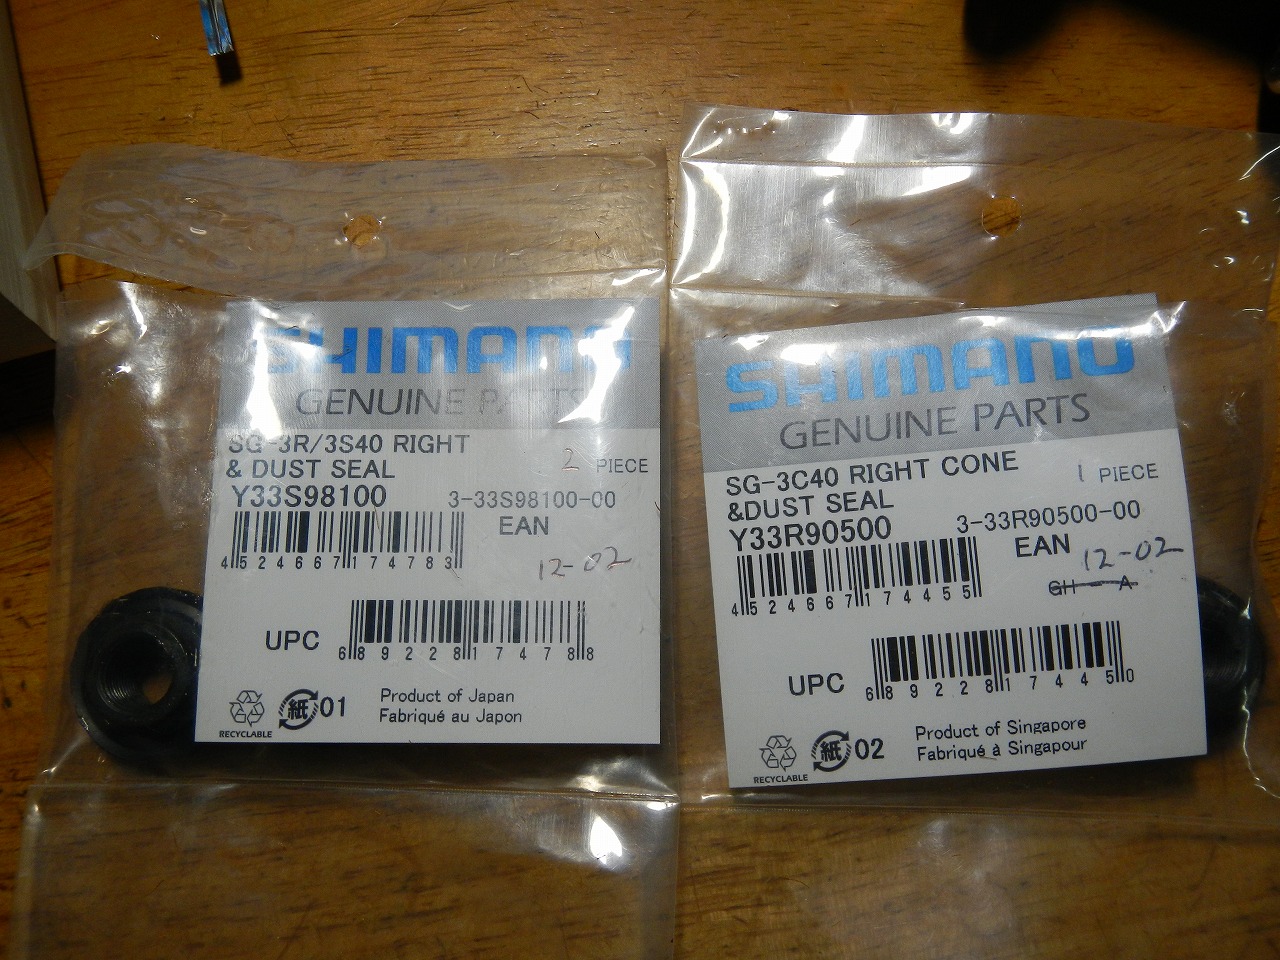 SHIMANO
GENUINE PARTS
SG-3R/3S40 RIGHT
& DUST SEAL
2 PIECE
Y33S98100
3-33S98100-00
EAN
4 524667 174783
12-02
UPC
6 89228 17478 8
RECYCLABLE
紙 01
Product of Japan
Fabriqué au Japon
SHIMANO
GENUINE PARTS
SG-3C40 RIGHT CONE
&DUST SEAL
1 PIECE
Y33R90500
3-33R90500-00
EAN
12-02
4 524667 174455
UPC
6 89228 17445 0
RECYCLABLE
紙 02
Product of Singapore
Fabriqué à Singapour